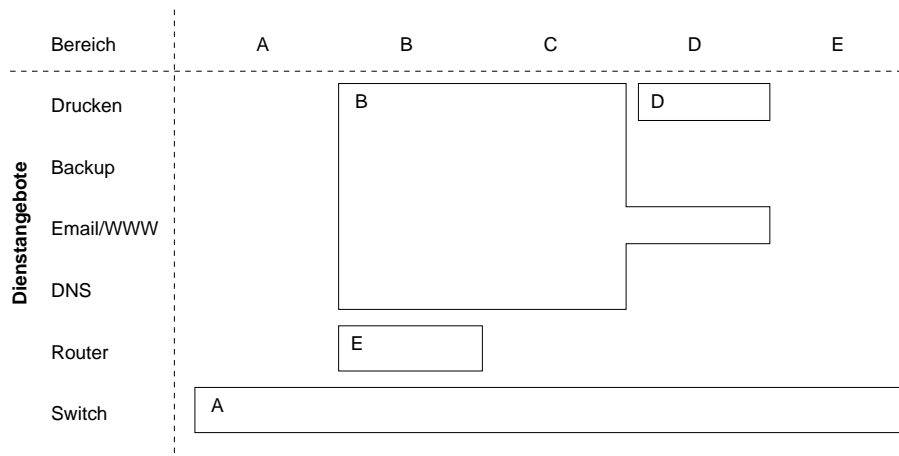 Bereich A B C D E
Dienstangebote
Drucken B D
Backup
Email/WWW
DNS
Router E
Switch A